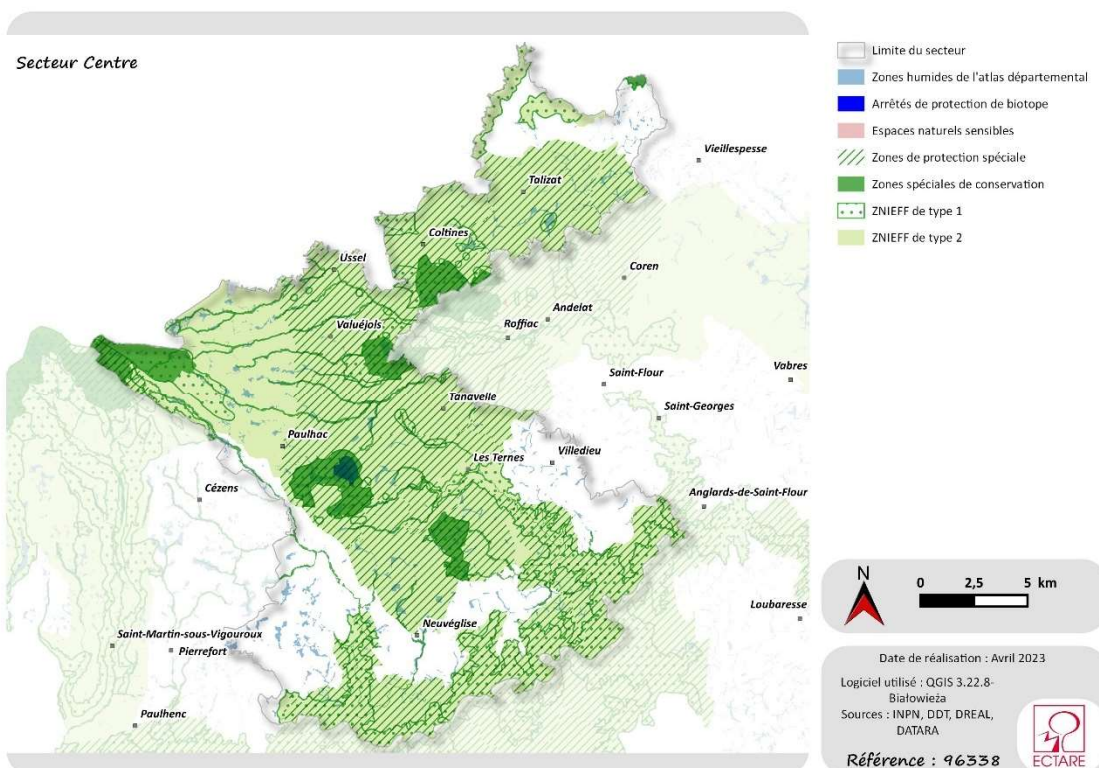 Secteur Centre
Limite du secteur
Zones humides de l'atlas départemental
Arrêtés de protection de biotope
Espaces naturels sensibles
Zones de protection spéciale
Zones spéciales de conservation
ZNIEFF de type 1
ZNIEFF de type 2
Vieillespesse
Talizat
Coltines
Ussel
Coren
Andelat
Roffiac
Valuéjols
Saint-Flour
Vabres
Tanavelle
Saint-Georges
Paulhac
Les Ternes
Villedieu
Cézens
Anglards-de-Saint-Flour
Loubaresse
Neuvéglise
Saint-Martin-sous-Vigouroux
Pierrefort
Paulhenc
N
0 2,5 5 km
Date de réalisation : Avril 2023
Logiciel utilisé : QGIS 3.22.8-
Białowieża
Sources : INPN, DDT, DREAL,
DATARA
Référence : 96338
ECTARE